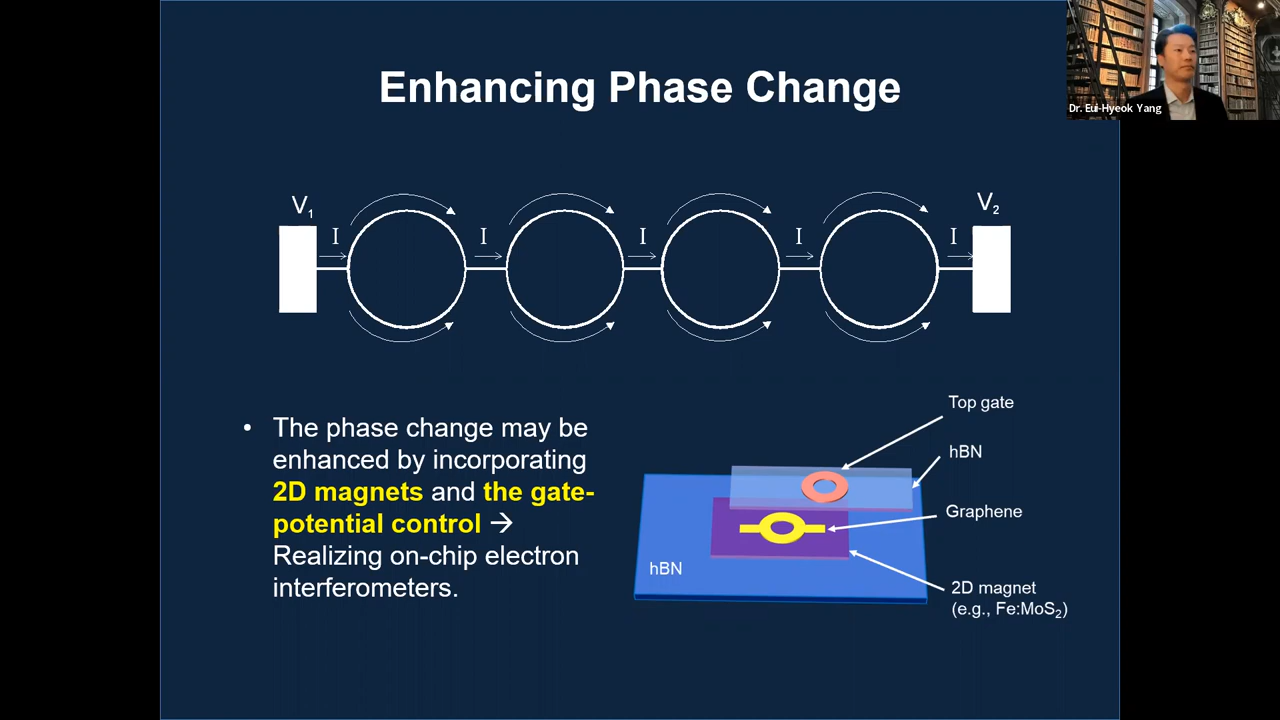 Enhancing Phase Change
Dr. Eui-Hyeok Yang
V₁
V₂
I
I
I
I
I
• The phase change may be
enhanced by incorporating
2D magnets and the gate-
potential control →
Realizing on-chip electron
interferometers.
Top gate
hBN
Graphene
hBN
2D magnet
(e.g., Fe:MoS₂)